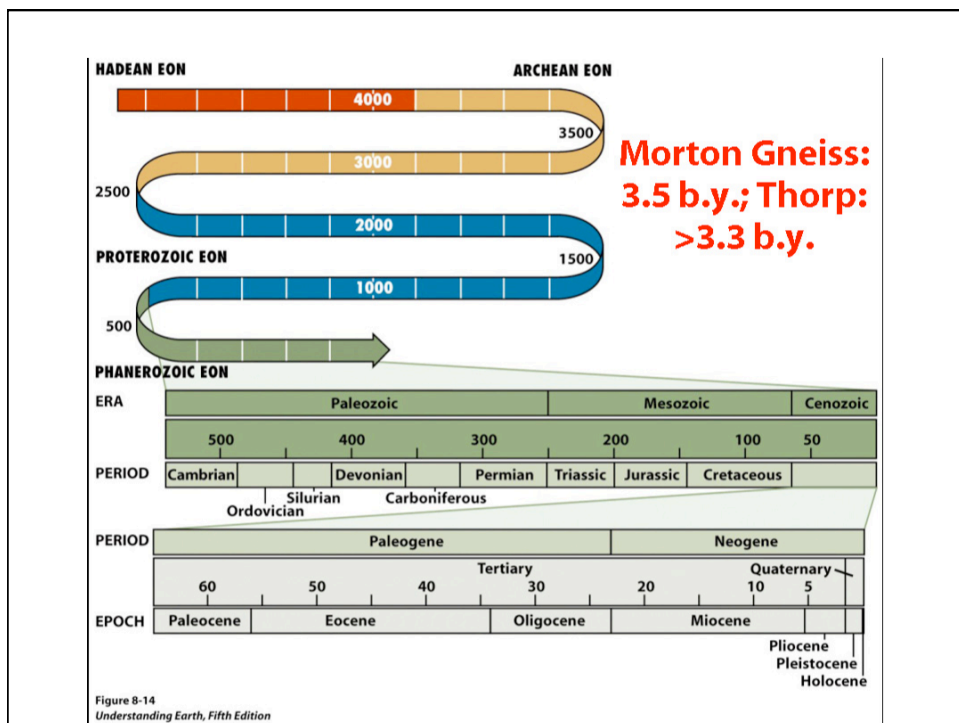 HADEAN EON
ARCHEAN EON
4000
3500
Morton Gneiss:
3.5 b.y.; Thorp:
>3.3 b.y.
3000
2500
2000
PROTEROZOIC EON
1500
1000
500
PHANEROZOIC EON
ERA Paleozoic Mesozoic Cenozoic
500 400 300 200 100 50
PERIOD Cambrian Devonian Permian Triassic Jurassic Cretaceous
Silurian Carboniferous
Ordovician
PERIOD Paleogene Neogene
Tertiary Quaternary
60 50 40 30 20 10 5
EPOCH Paleocene Eocene Oligocene Miocene
Pliocene
Pleistocene
Holocene
Figure 8-14
Understanding Earth, Fifth Edition